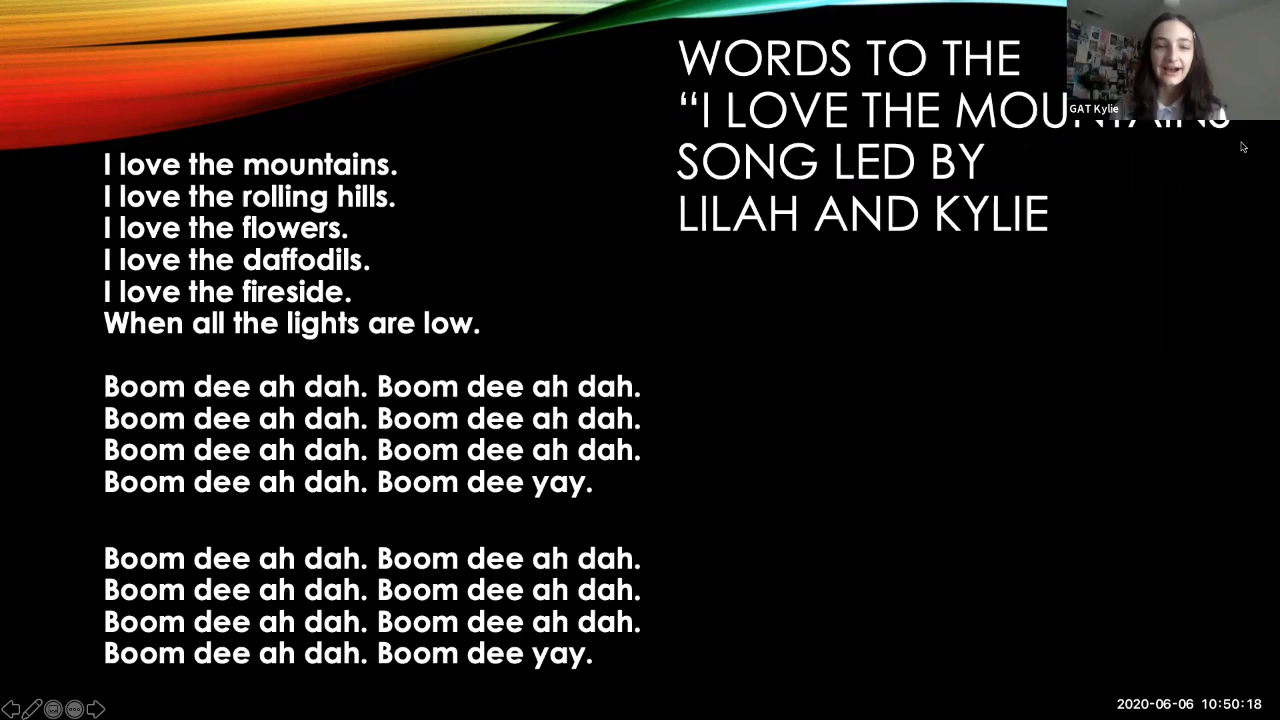 WORDS TO THE
“I LOVE THE
SONG LED BY
LILAH AND KYLIE
GAT Kylie
I love the mountains.
I love the rolling hills.
I love the flowers.
I love the daffodils.
I love the fireside.
When all the lights are low.
Boom dee ah dah. Boom dee ah dah.
Boom dee ah dah. Boom dee ah dah.
Boom dee ah dah. Boom dee ah dah.
Boom dee ah dah. Boom dee yay.
Boom dee ah dah. Boom dee ah dah.
Boom dee ah dah. Boom dee ah dah.
Boom dee ah dah. Boom dee ah dah.
Boom dee ah dah. Boom dee yay.
2020-06-06 10:50:18